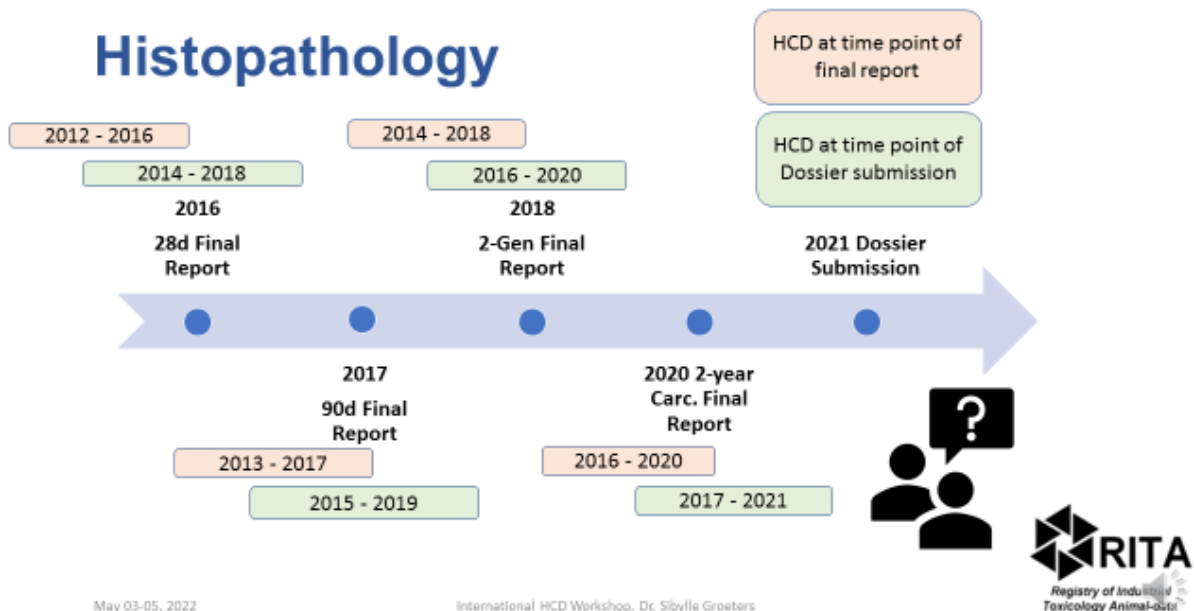 Histopathology
HCD at time point of
final report
HCD at time point of
Dossier submission
2012 - 2016
2014 - 2018
2016
28d Final
Report
2014 - 2018
2016 - 2020
2018
2-Gen Final
Report
2021 Dossier
Submission
2017
90d Final
Report
2013 - 2017
2015 - 2019
2020 2-year
Carc. Final
Report
2016 - 2020
2017 - 2021
?
RITA
Registry of Industrial
Toxicology Animal-data
May 03-05, 2022
International HCD Workshop, Dr. Sibylle Groeters